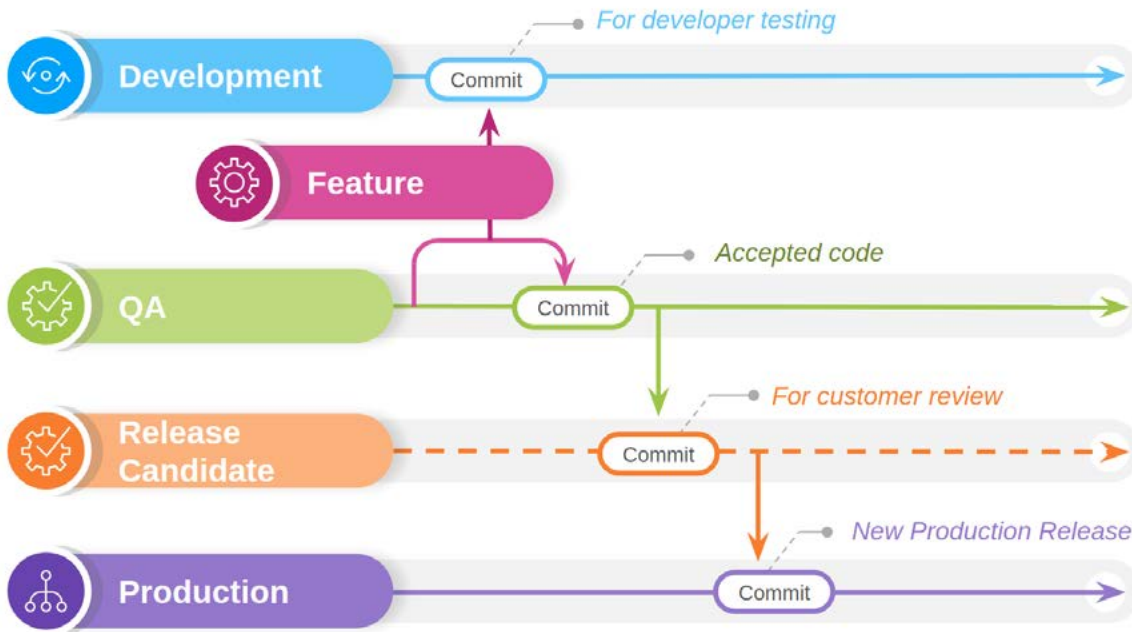 For developer testing
Development
Commit
Feature
Accepted code
QA
Commit
For customer review
Release
Candidate
Commit
New Production Release
Production
Commit